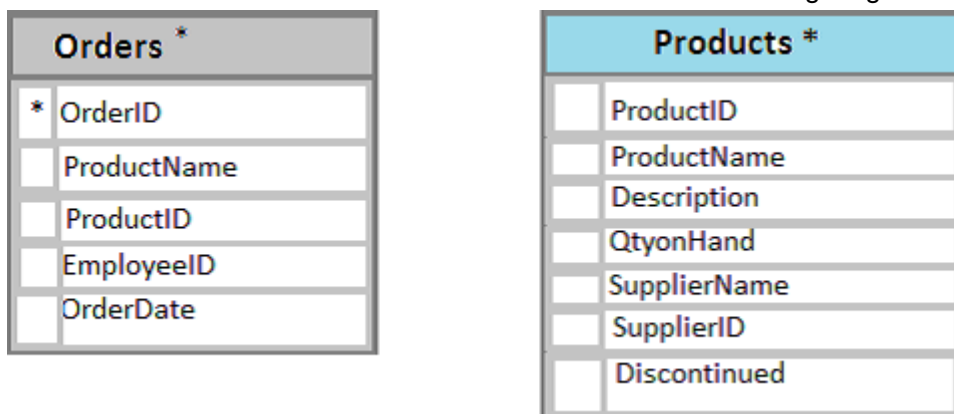 Orders *
* OrderID
ProductName
ProductID
EmployeeID
OrderDate
Products *
ProductID
ProductName
Description
QtyonHand
SupplierName
SupplierID
Discontinued